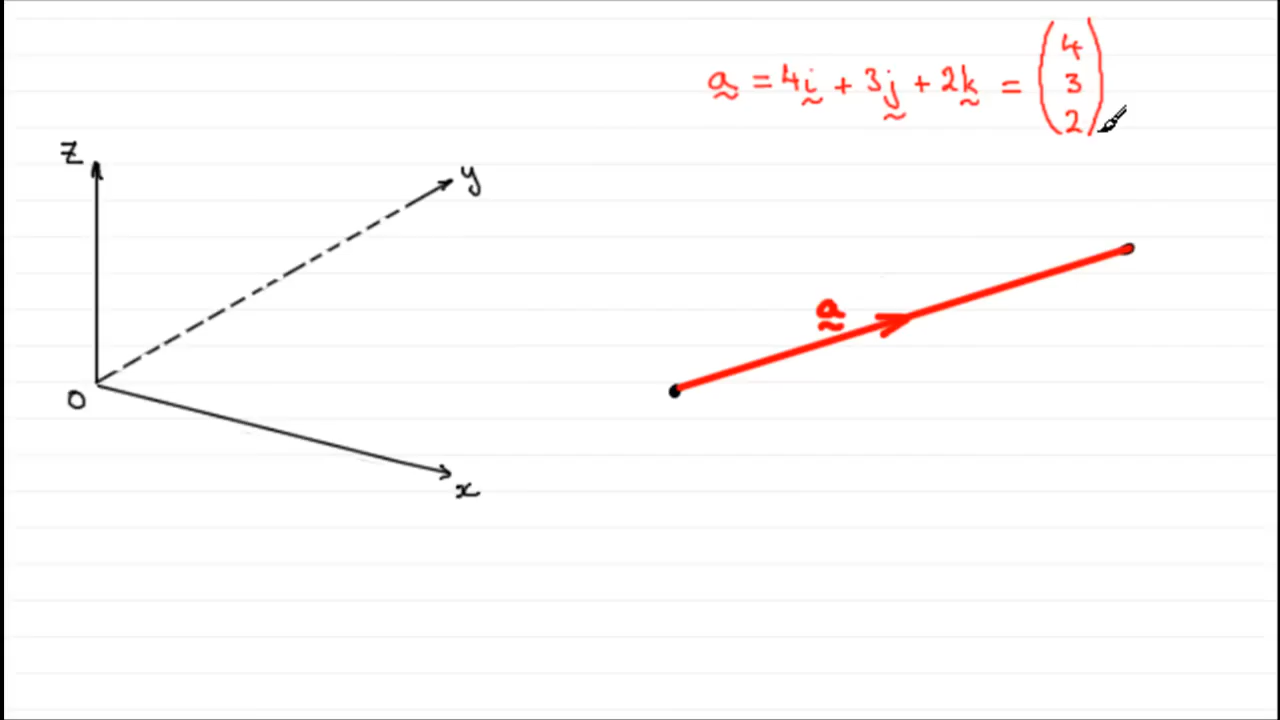 a = 4i + 3j + 2k = (4
3
2)
z
y
a
O
x